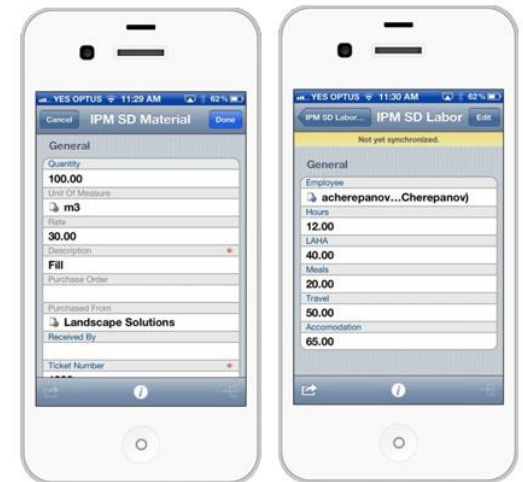 YES OPTUS 11:29 AM 62%
Cancel IPM SD Material Done
General
Quantity
100.00
Unit Of Measure
m3
Rate
30.00
Description *
Fill
Purchase Order
Purchased From
Landscape Solutions
Received By
Ticket Number *
YES OPTUS 11:30 AM 62%
IPM SD Labor... IPM SD Labor Edit
Not yet synchronized.
General
Employee
acherepanov...Cherepanov)
Hours
12.00
LAHA
40.00
Meals
20.00
Travel
50.00
Accomodation
65.00